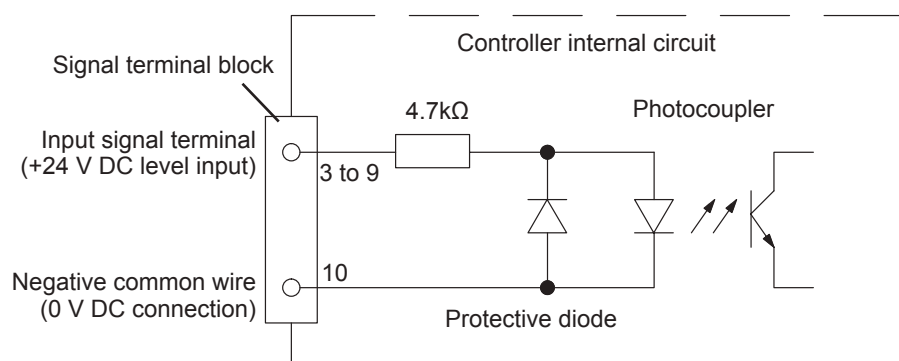 Controller internal circuit
Signal terminal block
4.7kΩ
Photocoupler
Input signal terminal
(+24 V DC level input)
3 to 9
Negative common wire
(0 V DC connection)
10
Protective diode